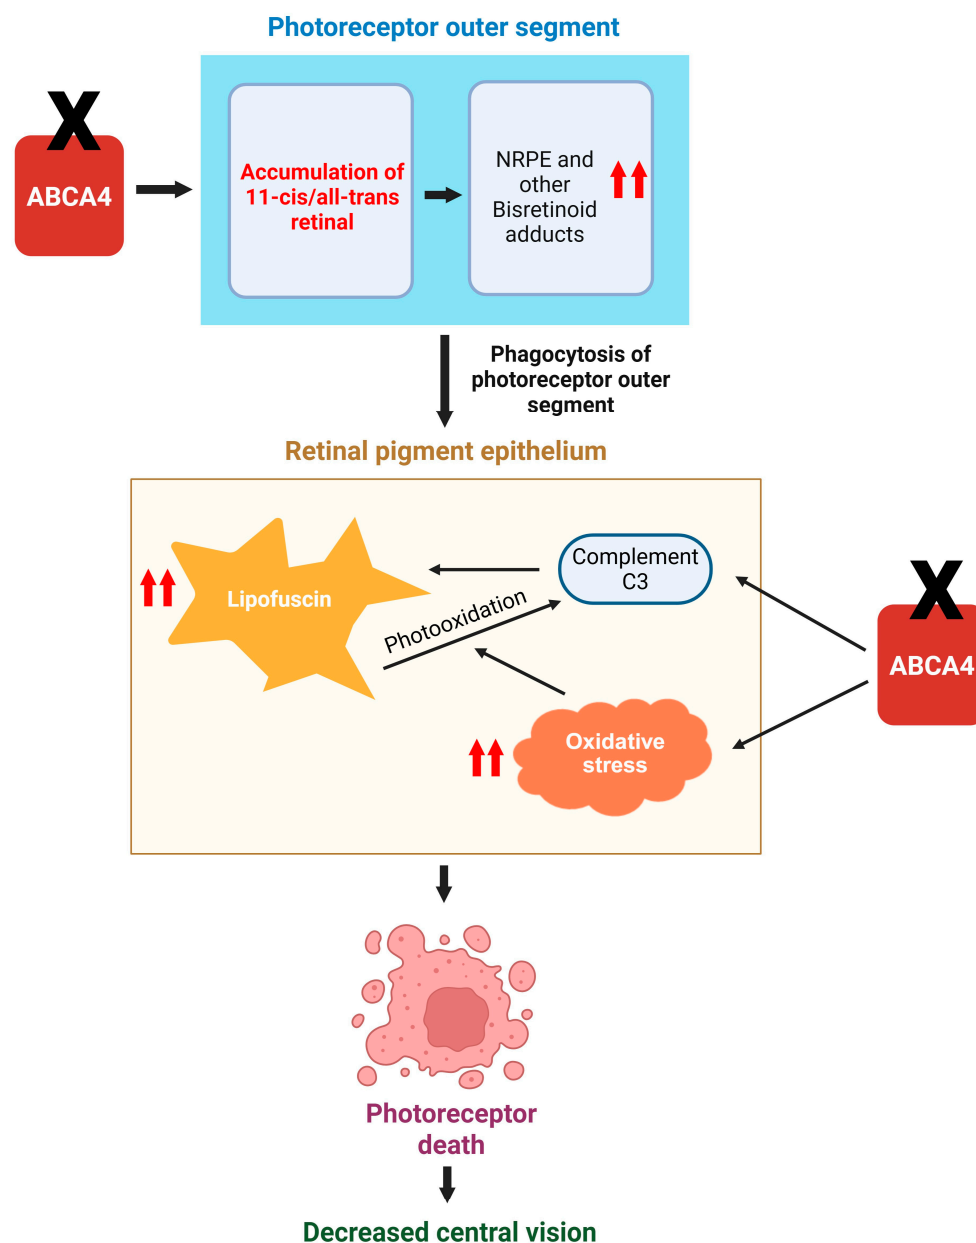 Photoreceptor outer segment
X
ABCA4
Accumulation of
11-cis/all-trans
retinal
NRPE and
other
Bisretinoid
adducts
Phagocytosis of
photoreceptor outer
segment
Retinal pigment epithelium
Lipofuscin
Complement
C3
Photooxidation
X
ABCA4
Oxidative
stress
Photoreceptor
death
Decreased central vision